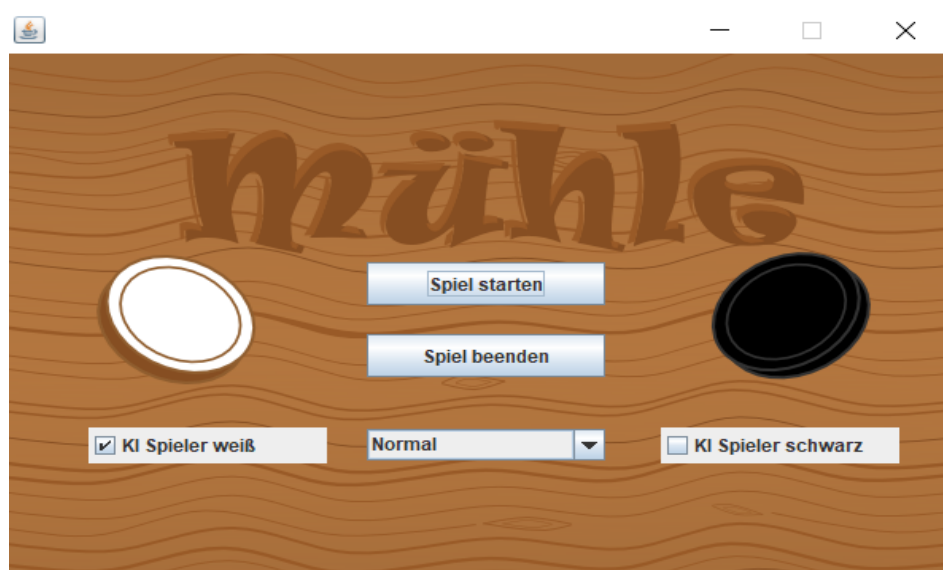 Mühle
Spiel starten
Spiel beenden
KI Spieler weiß
Normal
KI Spieler schwarz